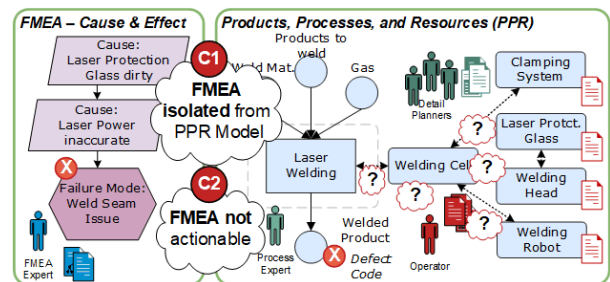 FMEA – Cause & Effect
Cause:
Laser Protection
Glass dirty
Cause:
Laser Power
inaccurate
X
Failure Mode:
Weld Seam
Issue
FMEA
Expert
C1
FMEA
isolated from
PPR Model
C2
FMEA not
actionable
Products, Processes, and Resources (PPR)
Products to
weld
Weld Mat.
Gas
Laser
Welding
?
Welded
Product
X
Defect
Code
Process
Expert
Detail
Planners
Welding Cell
?
?
?
?
Operator
Clamping
System
Laser Protct.
Glass
Welding
Head
Welding
Robot